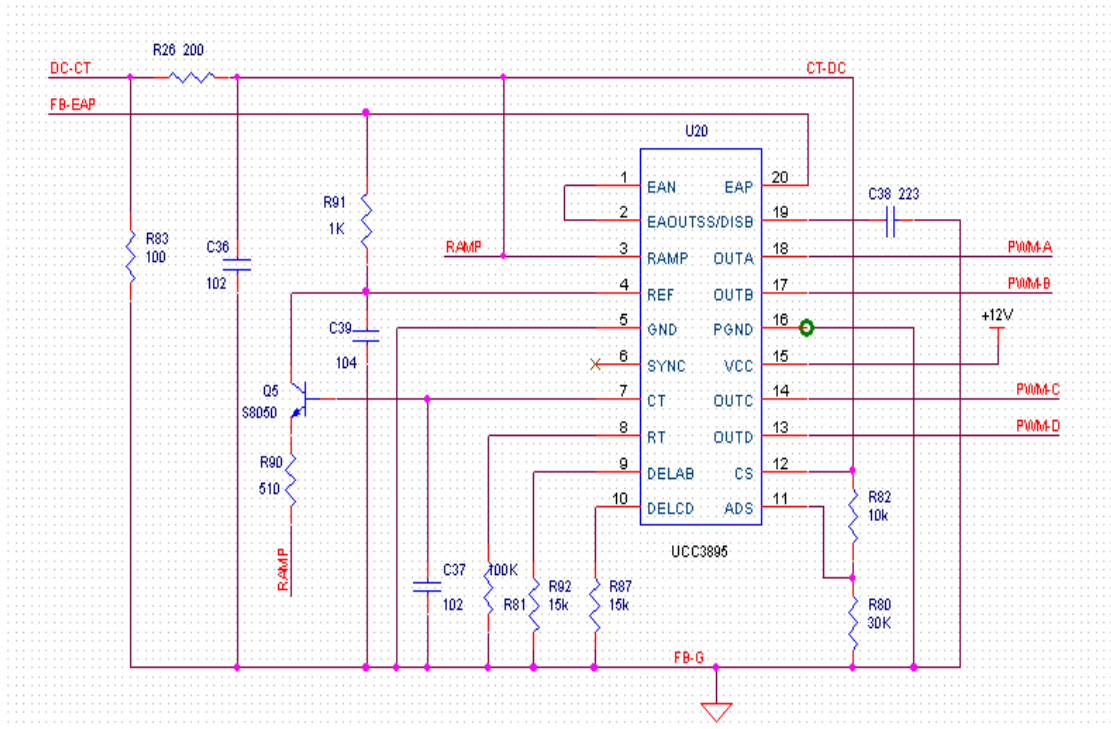 R26 200
DC-CT
CT-DC
FB-EAP
U20
1 EAN EAP 20
2 EAOUTSS/DISB 19
C38 223
R91
1K
R83
100
C36
102
RAMP
3 RAMP OUTA 18
PWM-A
4 REF OUTB 17
PWM-B
5 GND PGND 16
+12V
C39
104
6 SYNC VCC 15
Q5
S8050
7 CT OUTC 14
PWM-C
8 RT OUTD 13
PWM-D
R90
510
9 DELAB CS 12
10 DELCD ADS 11
R82
10k
UCC3895
RAMP
C37
102
100K
R81
R92
15k
R87
15k
R80
30K
FB-G